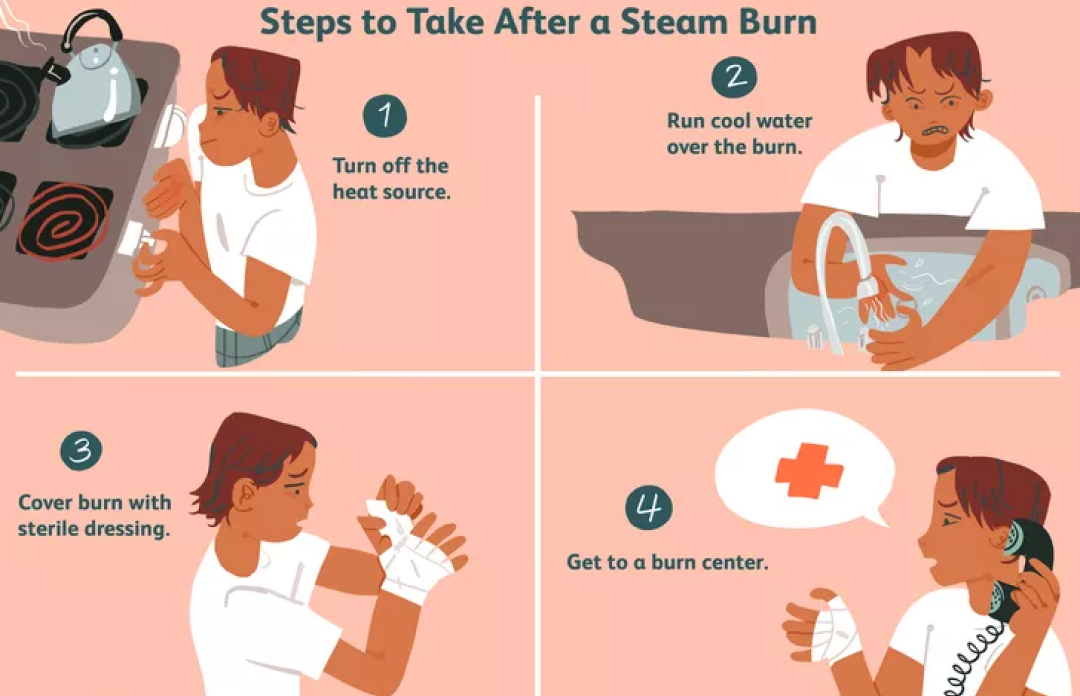 Steps to Take After a Steam Burn
1
Turn off the
heat source.
2
Run cool water
over the burn.
3
Cover burn with
sterile dressing.
4
Get to a burn center.